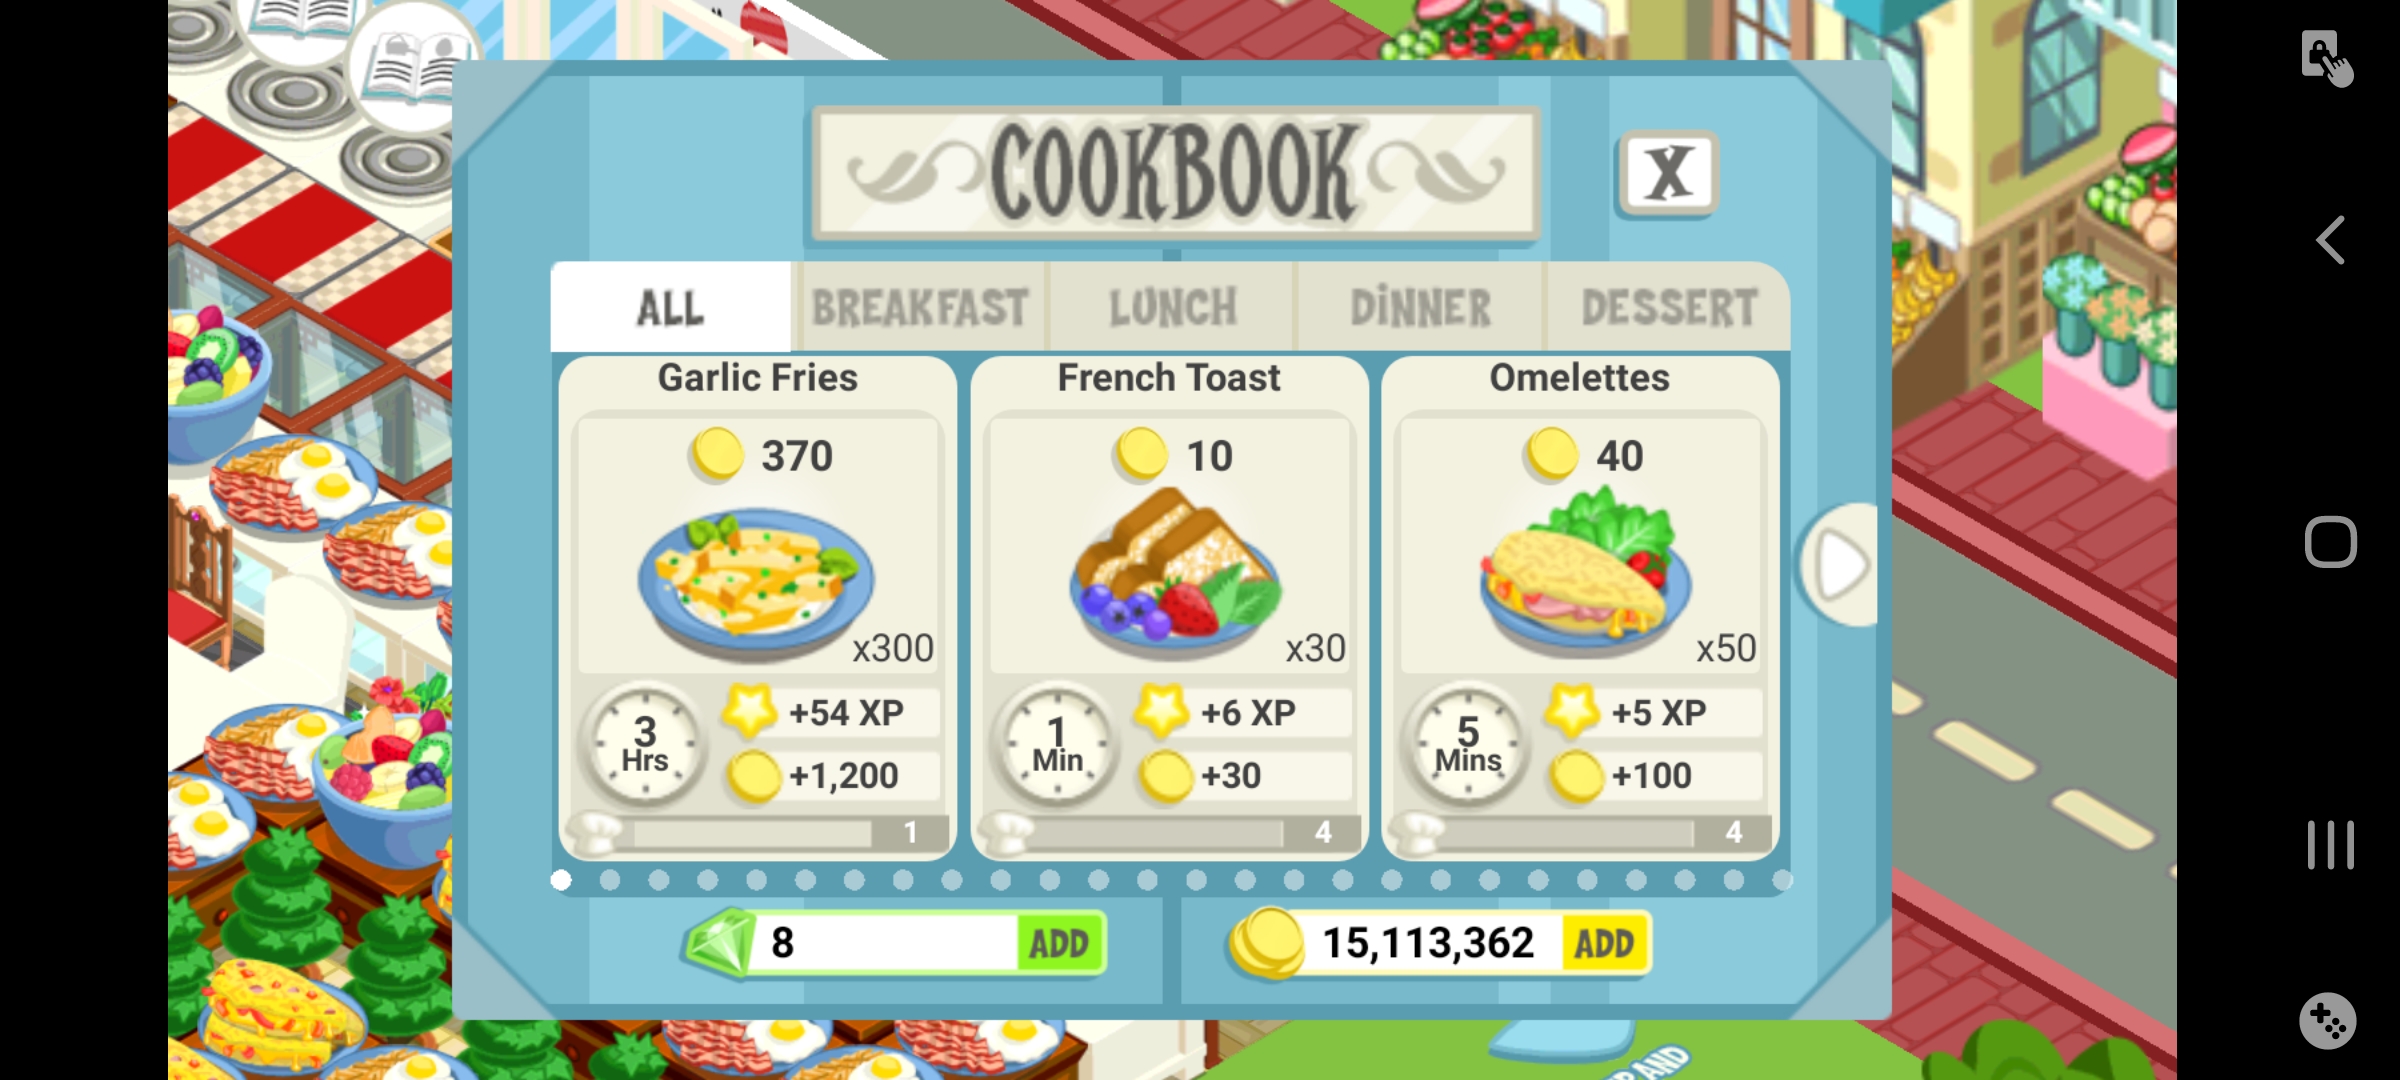 COOKBOOK
X
ALL
BREAKFAST
LUNCH
DINNER
DESSERT
Garlic Fries
370
x300
3
Hrs
+54 XP
+1,200
1
French Toast
10
x30
1
Min
+6 XP
+30
4
Omelettes
40
x50
5
Mins
+5 XP
+100
4
8
ADD
15,113,362
ADD